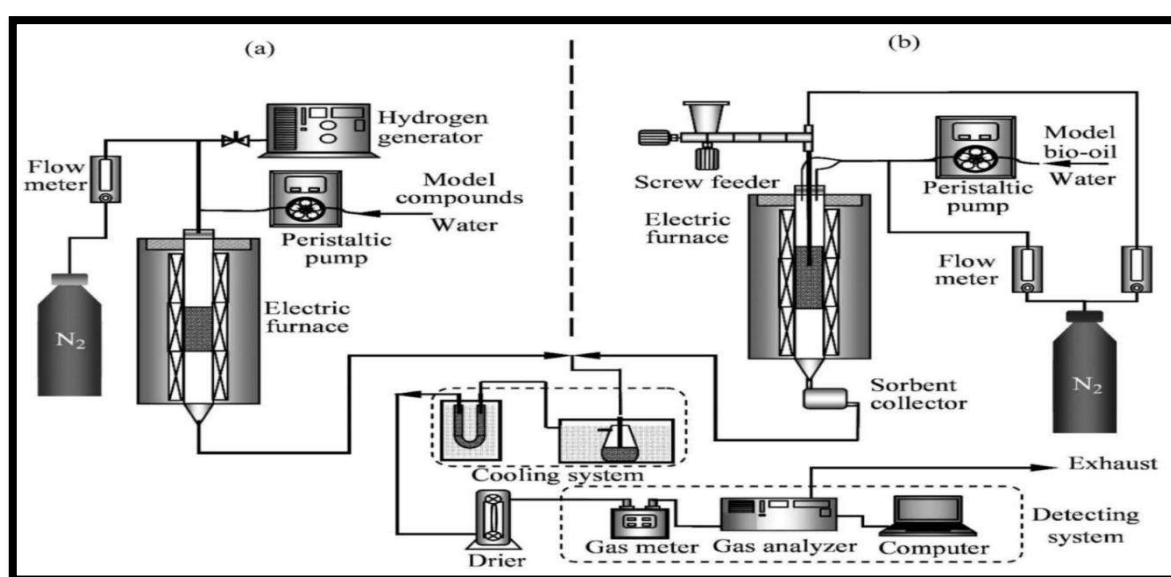 (a)
Hydrogen
generator
Flow
meter
Model
compounds
Water
Peristaltic
pump
Electric
furnace
N₂
(b)
Model
bio-oil
Water
Peristaltic
pump
Screw feeder
Electric
furnace
Flow
meter
N₂
Sorbent
collector
Cooling system
Exhaust
Drier
Gas meter
Gas analyzer
Computer
Detecting
system